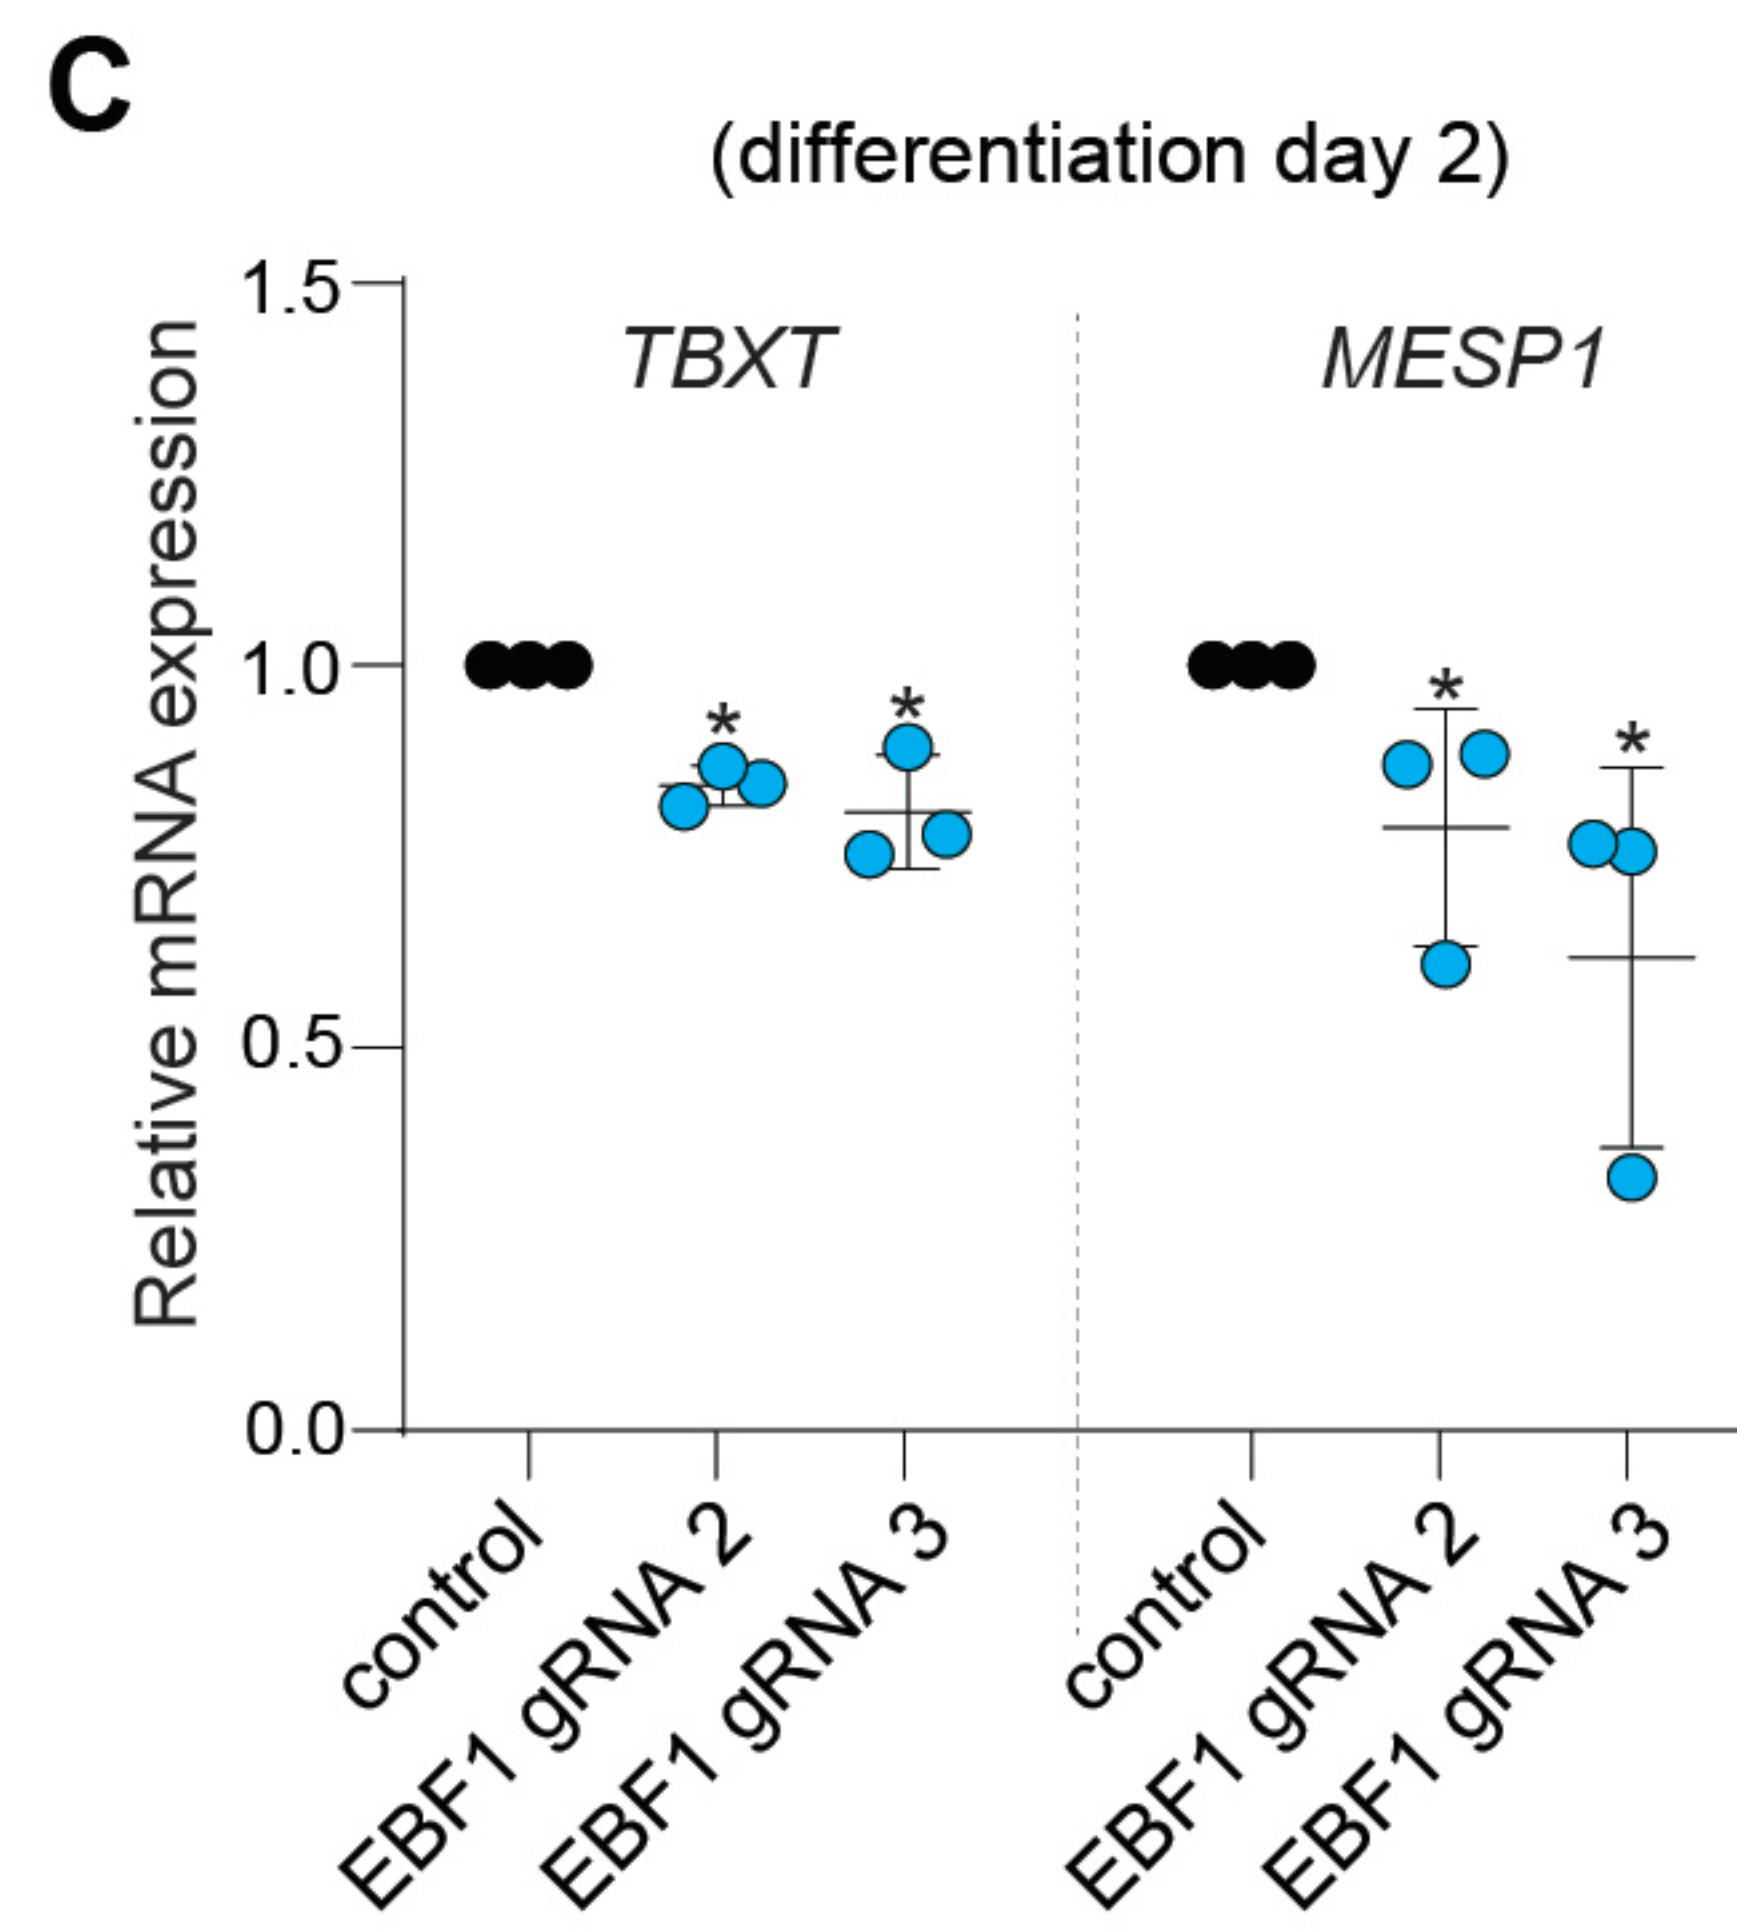 C
(differentiation day 2)
Relative mRNA expression
1.5
1.0
0.5
0.0
TBXT
MESP1
*
*
*
*
control
EBF1 gRNA 2
EBF1 gRNA 3
control
EBF1 gRNA 2
EBF1 gRNA 3